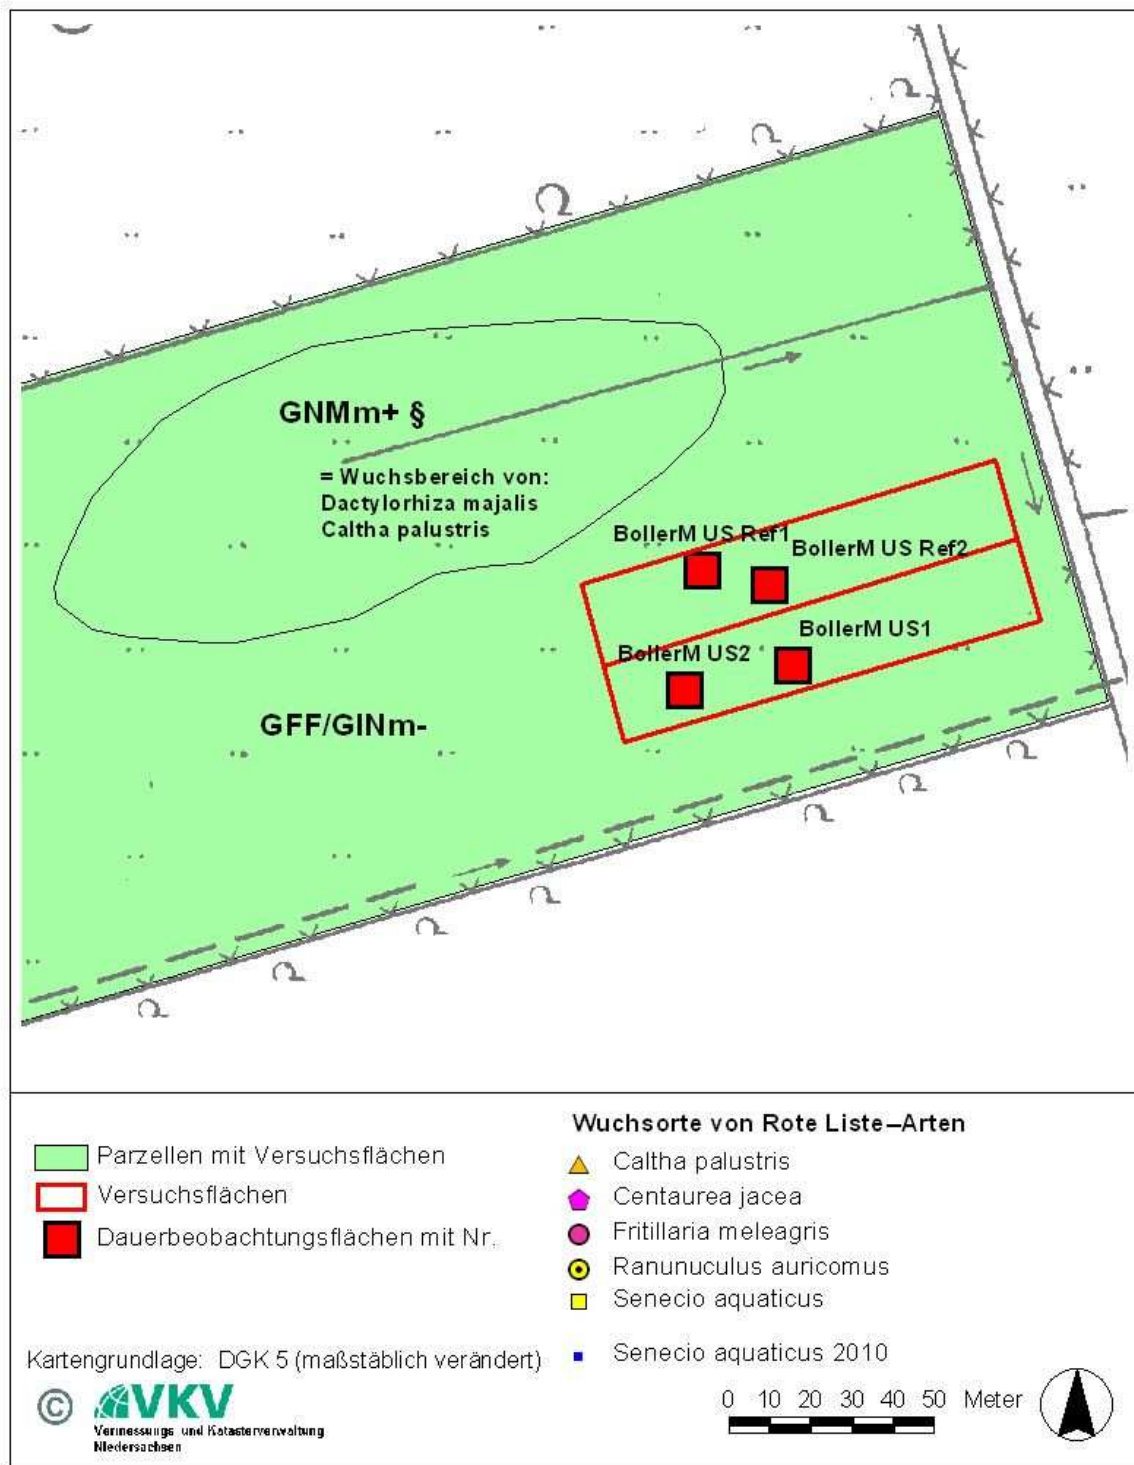 GNMm+ §
= Wuchsbereich von:
Dactylorhiza majalis
Caltha palustris
BollerM US Ref1
BollerM US Ref2
BollerM US1
BollerM US2
GFF/GINm-
Parzellen mit Versuchsflächen
Versuchsflächen
Dauerbeobachtungsflächen mit Nr.
Wuchsorte von Rote Liste–Arten
Caltha palustris
Centaurea jacea
Fritillaria meleagris
Ranunuculus auricomus
Senecio aquaticus
Senecio aquaticus 2010
Kartengrundlage: DGK 5 (maßstäblich verändert)
© VKV
Vermessungs- und Katasterverwaltung
Niedersachsen
0 10 20 30 40 50 Meter